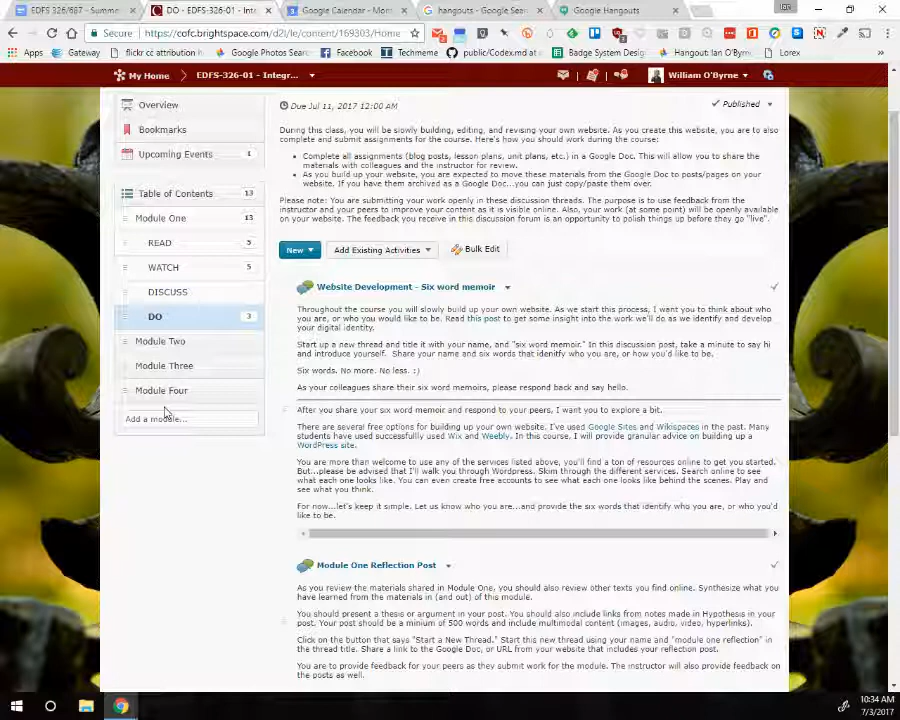 EDFS 326/687 - Summe
DO - EDFS-326-01 - Inte
Google Calendar - Mon
hangouts - Google Sea
Google Hangouts
Secure
https://cofc.brightspace.com/d2l/le/content/169303/Home
Apps
Gateway
flickr cc attribution
Google Photos Sear
Facebook
Techmeme
public/Codex.md at
Badge System Desig
Hangout: Ian O'Byrne
Lorex
My Home
EDFS-326-01 - Integr...
William O'Byrne
Overview
Bookmarks
Upcoming Events 1
Table of Contents 13
Module One 13
READ 5
WATCH 5
DISCUSS
DO 3
Module Two
Module Three
Module Four
Add a module...
Due Jul 11, 2017 12:00 AM
Published
During this class, you will be slowly building, editing, and revising your own website. As you create this website, you are to also
complete and submit assignments for the course. Here's how you should work during the course:
• Complete all assignments (blog posts, lesson plans, unit plans, etc.) in a Google Doc. This will allow you to share the
materials with colleagues and the instructor for review.
• As you build up your website, you are expected to move these materials from the Google Doc to posts/pages on your
website. If you have them archived as a Google Doc...you can just copy/paste them over.
Please note: You are submitting your work openly in these discussion threads. The purpose is to use feedback from the
instructor and your peers to improve your content as it is visible online. Also, your work (at some point) will be openly available
on your website. The feedback you receive in this discussion forum is an opportunity to polish things up before they go "live".
New
Add Existing Activities
Bulk Edit
Website Development - Six word memoir
Throughout the course you will slowly build up your own website. As we start this process, I want you to think about who
you are, or who you would like to be. Read this post to get some insight into the work we'll do as we identify and develop
your digital identity.
Start up a new thread and title it with your name, and "six word memoir." In this discussion post, take a minute to say hi
and introduce yourself. Share your name and six words that identify who you are, or how you'd like to be.
Six words. No more. No less. :)
As your colleagues share their six word memoirs, please respond back and say hello.
After you share your six word memoir and respond to your peers, I want you to explore a bit.
There are several free options for building up your own website. I've used Google Sites and Wikispaces in the past. Many
students have used successfullly used Wix and Weebly. In this course, I will provide granular advice on building up a
WordPress site.
You are more than welcome to use any of the services listed above, you'll find a ton of resources online to get you started.
But...please be advised that I'll walk you through Wordpress. Skim through the different services. Search online to see
what each one looks like. You can even create free accounts to see what each one looks like behind the scenes. Play and
see what you think.
For now...let's keep it simple. Let us know who you are...and provide the six words that identify who you are, or who you'd
like to be.
Module One Reflection Post
As you review the materials shared in Module One, you should also review other texts you find online. Synthesize what you
have learned from the materials in (and out) of this module.
You should present a thesis or argument in your post. You should also include links from notes made in Hypothesis in your
post. Your post should be a minium of 500 words and include multimodal content (images, audio, video, hyperlinks).
Click on the button that says "Start a New Thread." Start this new thread using your name and "module one reflection" in
the thread title. Share a link to the Google Doc, or URL from your website that includes your reflection post.
You are to provide feedback for your peers as they submit work for the module. The instructor will also provide feedback on
the posts as well.
10:34 AM
7/3/2017